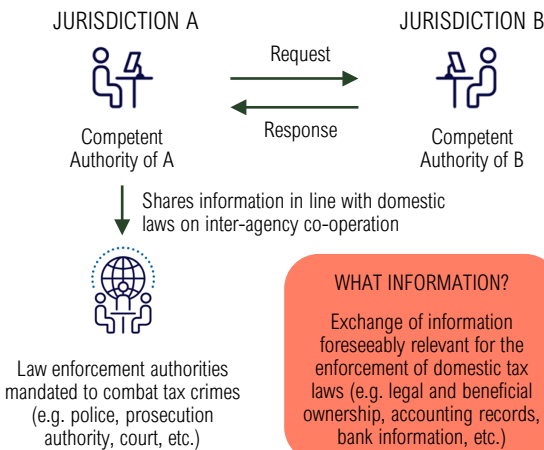 JURISDICTION A
JURISDICTION B
Request
Response
Competent
Authority of A
Competent
Authority of B
Shares information in line with domestic
laws on inter-agency co-operation
Law enforcement authorities
mandated to combat tax crimes
(e.g. police, prosecution
authority, court, etc.)
WHAT INFORMATION?
Exchange of information
foreseeably relevant for the
enforcement of domestic tax
laws (e.g. legal and beneficial
ownership, accounting records,
bank information, etc.)